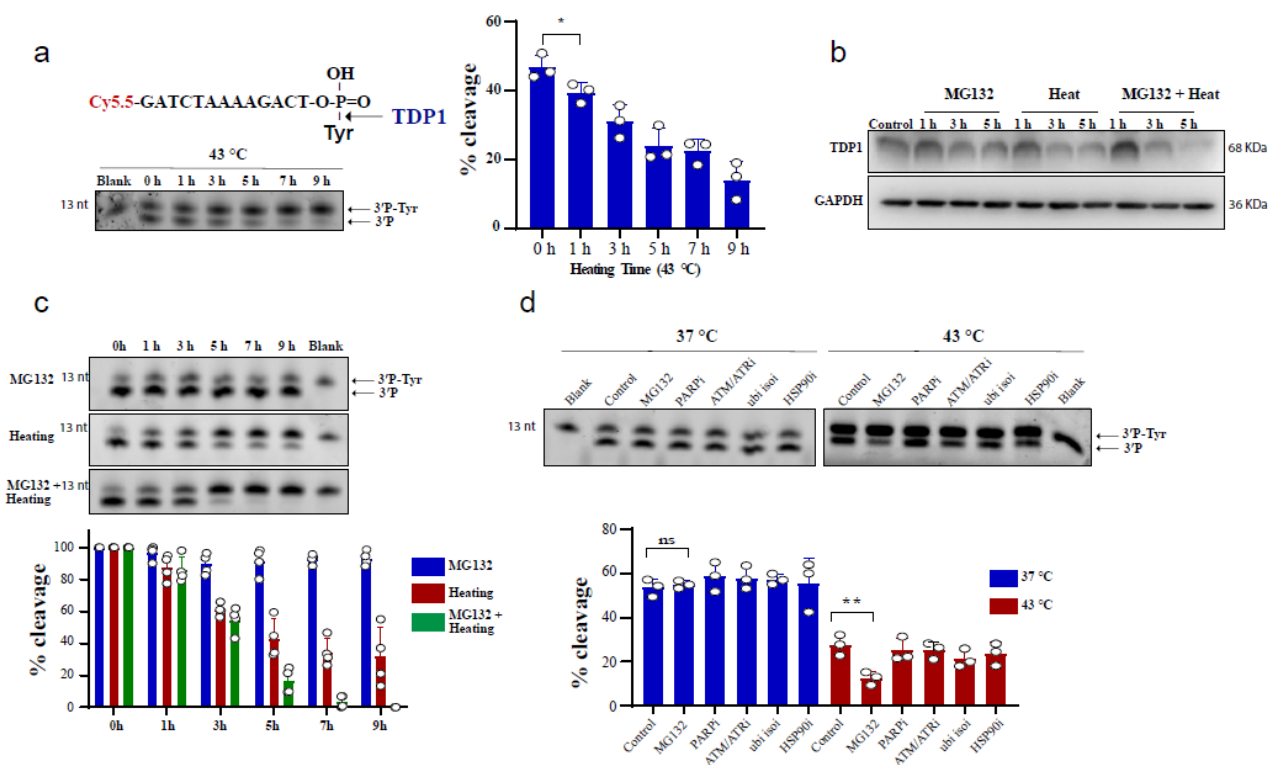 a
OH
Cy5.5-GATCTAAAAGACT-O-P=O
Tyr
TDP1
43 °C
Blank 0 h 1 h 3 h 5 h 7 h 9 h
13 nt
3'P-Tyr
3'P
% cleavage
60
40
20
0
*
0 h 1 h 3 h 5 h 7 h 9 h
Heating Time (43 °C)
b
MG132 Heat MG132 + Heat
Control 1 h 3 h 5 h 1 h 3 h 5 h 1 h 3 h 5 h
TDP1 68 KDa
GAPDH 36 KDa
c
0h 1 h 3 h 5 h 7 h 9 h Blank
MG132 13 nt
3'P-Tyr
3'P
Heating 13 nt
MG132 + 13 nt
Heating
% cleavage
100
80
60
40
20
0
0h 1h 3h 5h 7h 9h
MG132
Heating
MG132 +
Heating
d
37 °C 43 °C
Blank Control MG132 PARPi ATM/ATRi ubi isoi HSP90i
Control MG132 PARPi ATM/ATRi ubi isoi HSP90i Blank
13 nt
3'P-Tyr
3'P
% cleavage
80
60
40
20
0
ns
**
37 °C
43 °C
Control MG132 PARPi ATM/ATRi ubi isoi HSP90i Control MG132 PARPi ATM/ATRi ubi isoi HSP90i